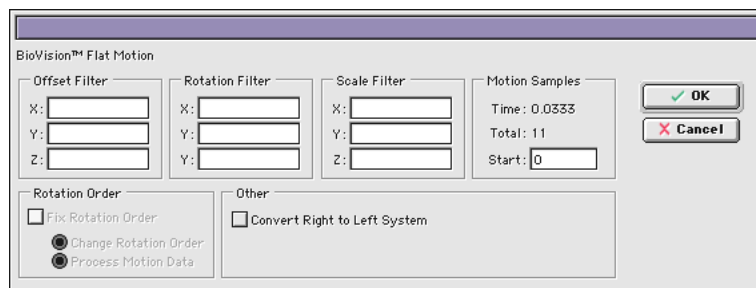 BioVision™ Flat Motion
Offset Filter
X:
Y:
Z:
Rotation Filter
X:
Y:
Y:
Scale Filter
X:
Y:
Z:
Motion Samples
Time: 0.0333
Total: 11
Start: 0
OK
Cancel
Rotation Order
Fix Rotation Order
Change Rotation Order
Process Motion Data
Other
Convert Right to Left System